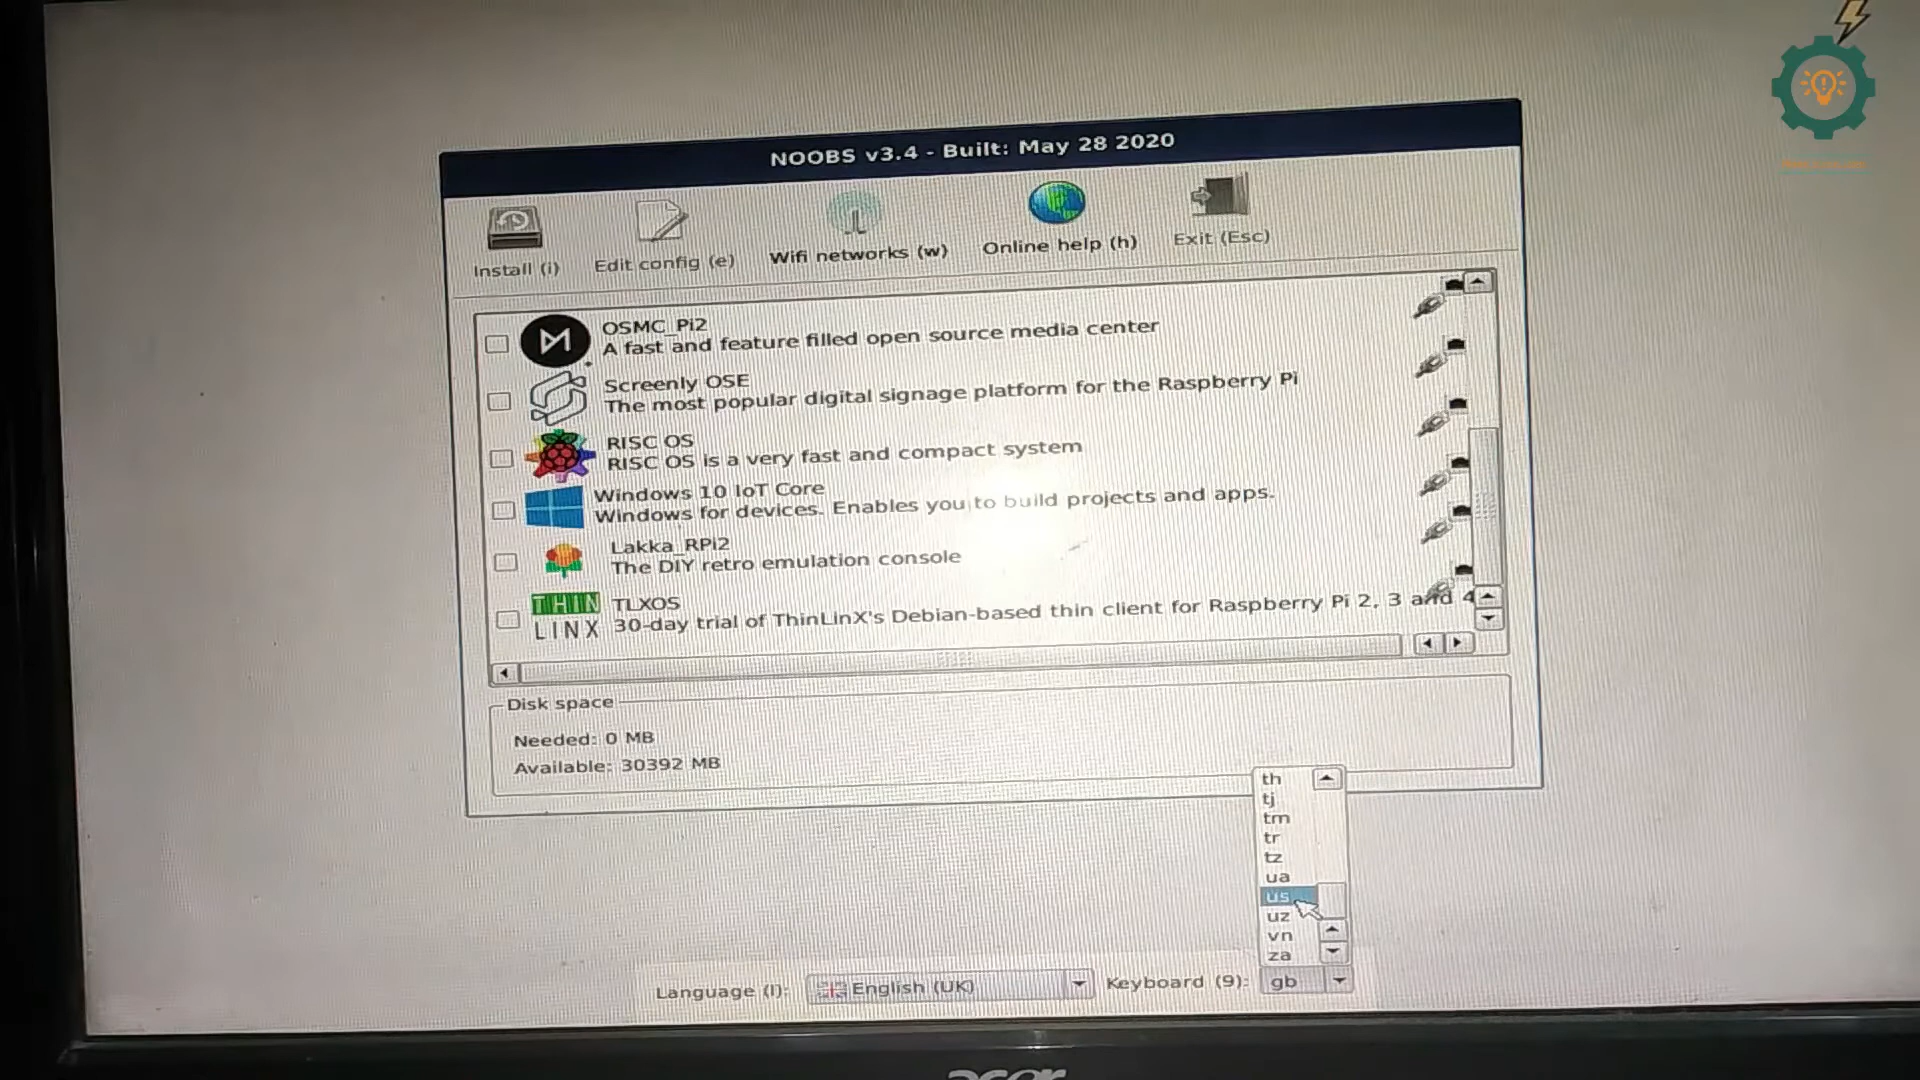 NOOBS v3.4 - Built: May 28 2020
Install (i)
Edit config (e)
Wifi networks (w)
Online help (h)
Exit (Esc)
OSMC_Pi2
A fast and feature filled open source media center
Screenly OSE
The most popular digital signage platform for the Raspberry Pi
RISC OS
RISC OS is a very fast and compact system
Windows 10 IoT Core
Windows for devices. Enables you to build projects and apps.
Lakka_RPi2
The DIY retro emulation console
THIN
LINX
TLXOS
30-day trial of ThinLinX's Debian-based thin client for Raspberry Pi 2, 3 and 4
Disk space
Needed: 0 MB
Available: 30392 MB
th
tj
tm
tr
tz
ua
us
uz
vn
za
Language (l): English (UK)
Keyboard (9): gb
acer